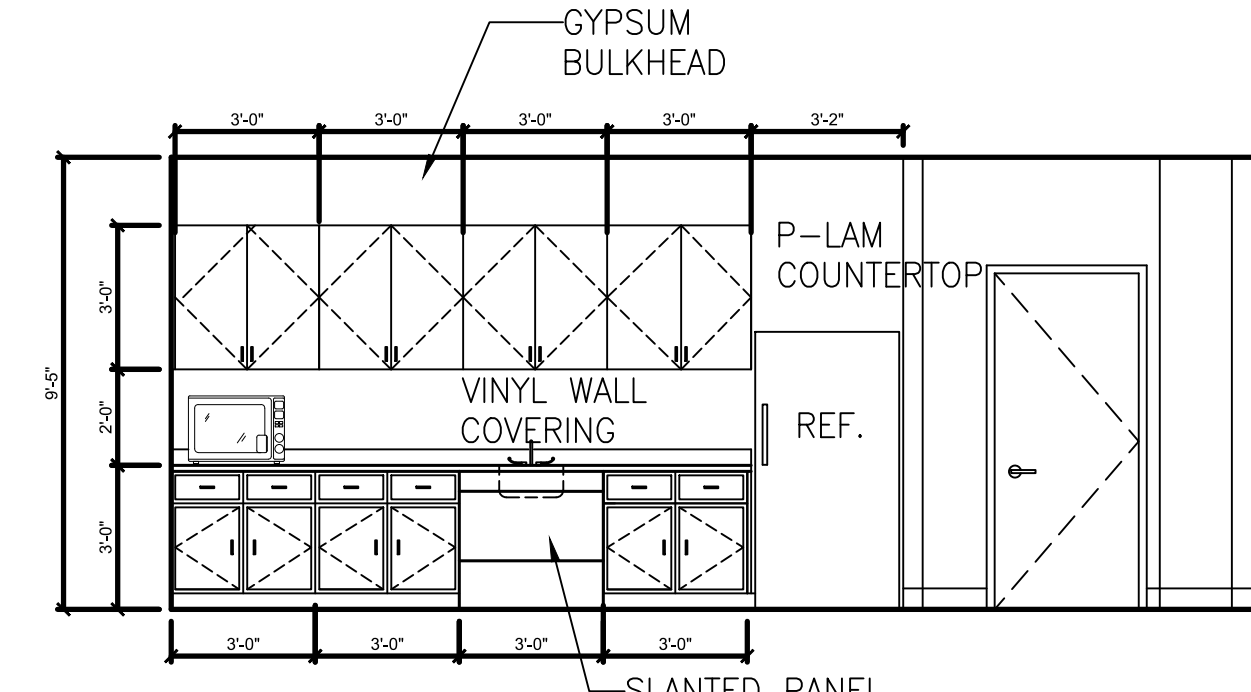 GYPSUM
BULKHEAD
3'-0" 3'-0" 3'-0" 3'-0" 3'-2"
P-LAM
COUNTERTOP
3'-0"
9'-5"
2'-0"
VINYL WALL
COVERING
REF.
3'-0"
3'-0" 3'-0" 3'-0" 3'-0"
SLANTED PANEL